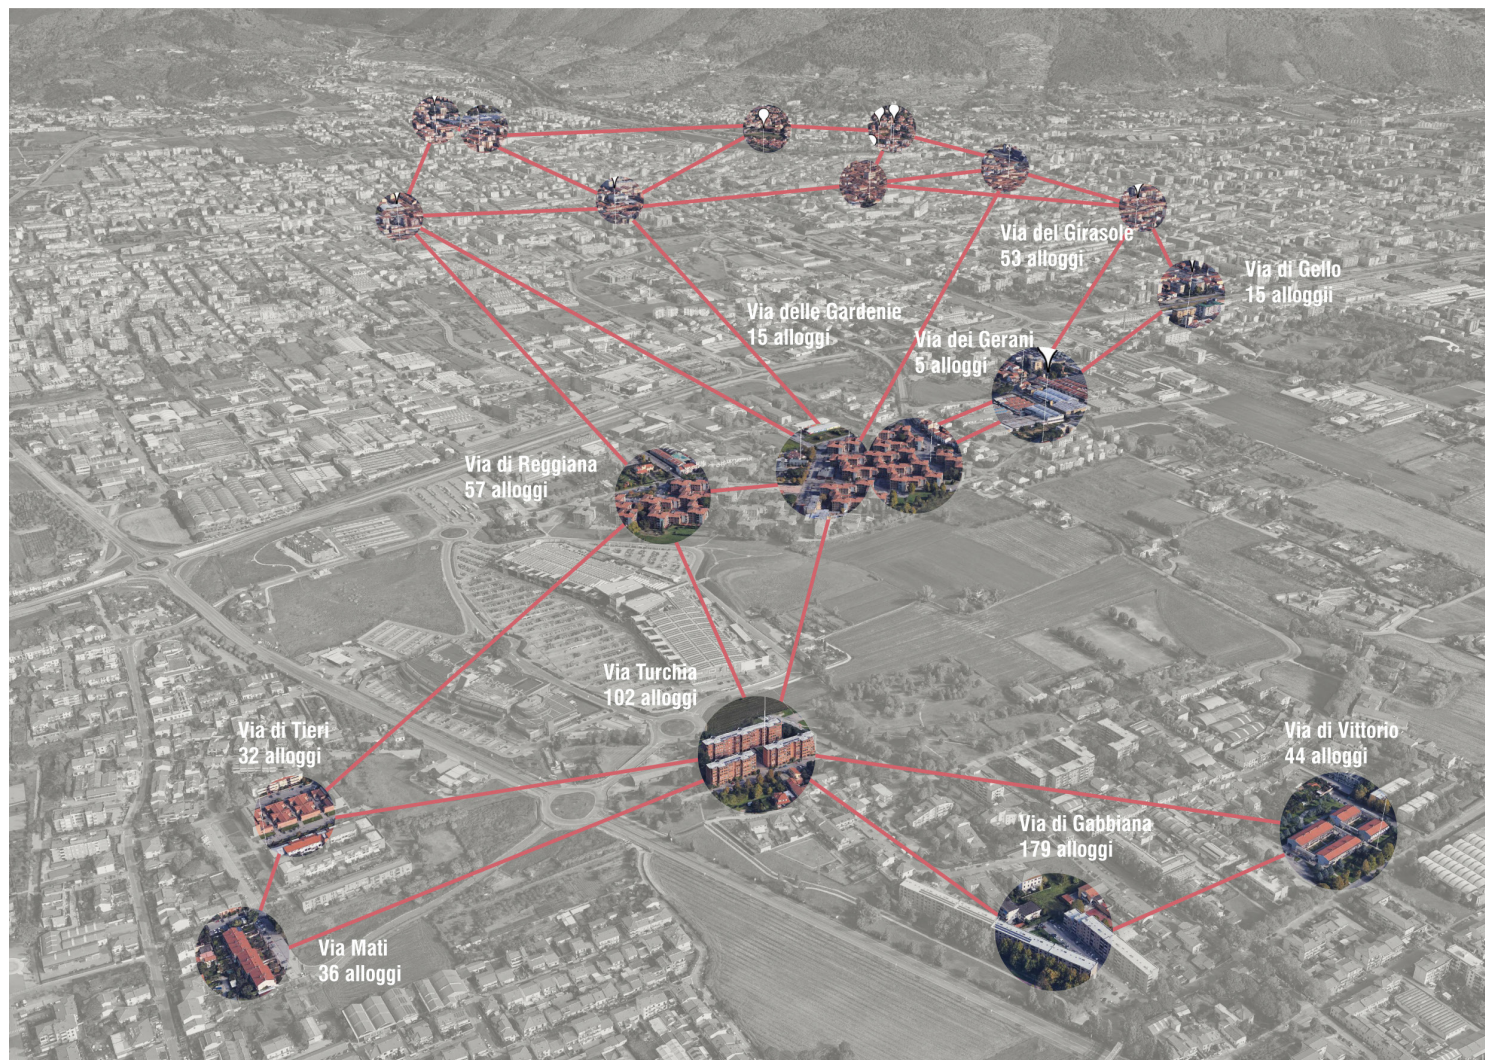 Via del Girasole
53 alloggi
Via di Gello
15 alloggii
Via delle Gardenie
15 alloggi
Via dei Gerani
5 alloggi
Via di Reggiana
57 alloggi
Via Turchia
102 alloggi
Via di Tieri
32 alloggi
Via di Vittorio
44 alloggi
Via di Gabbiana
179 alloggi
Via Mati
36 alloggi